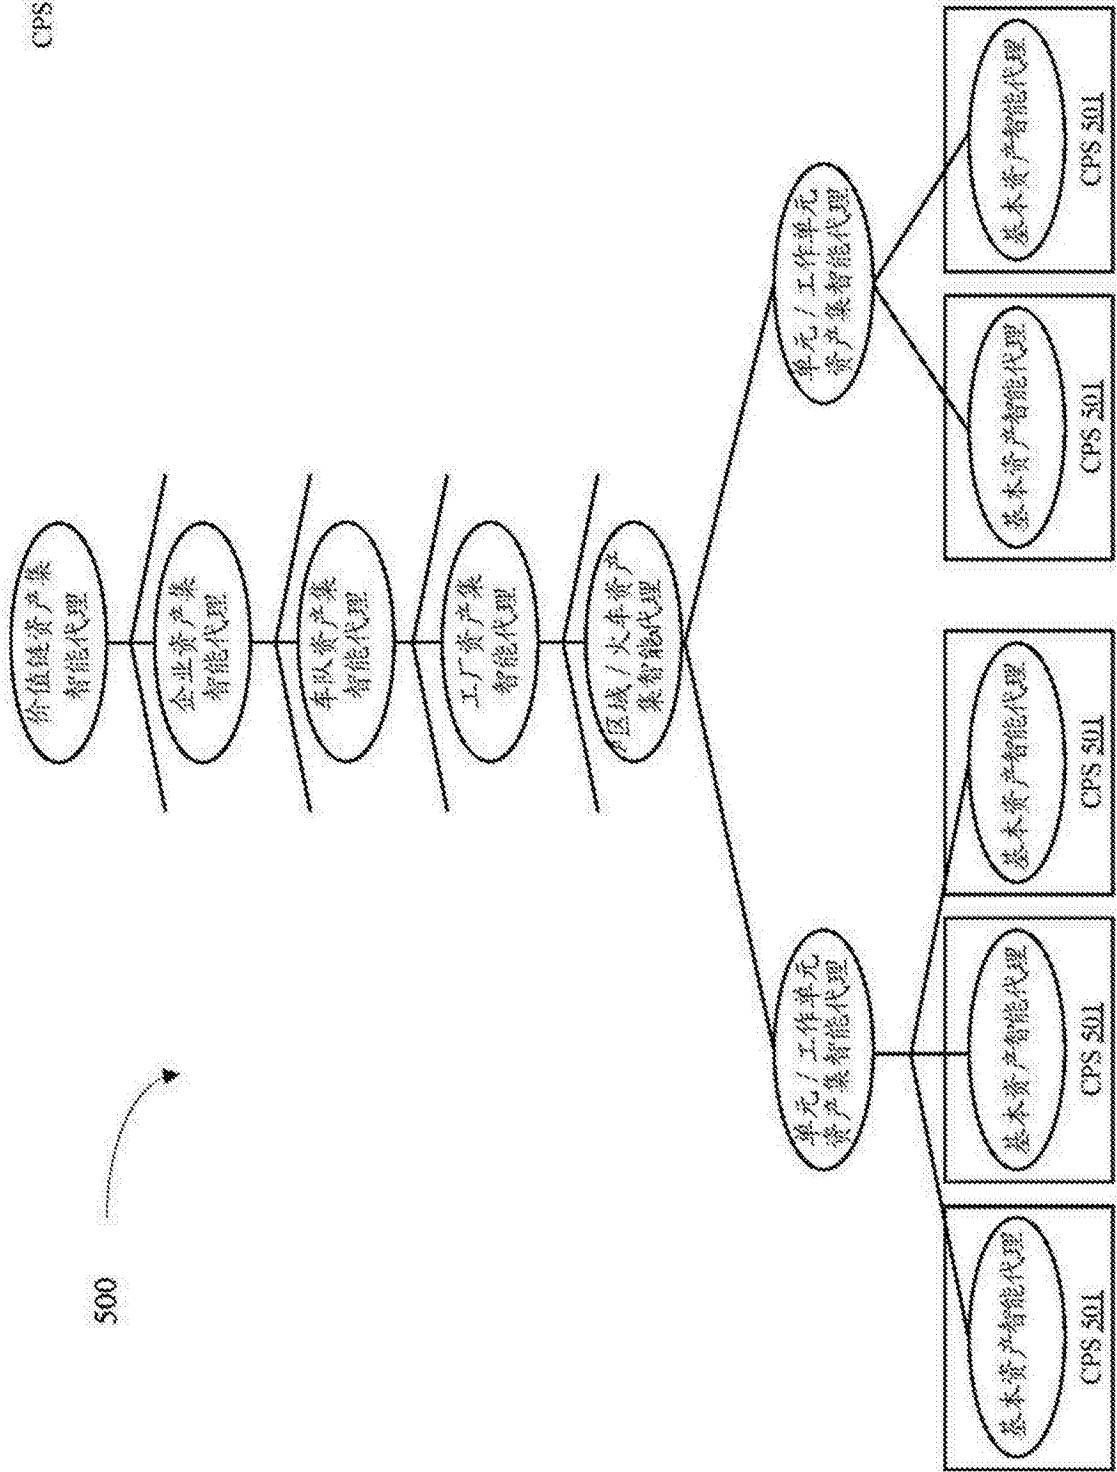 CPS
500
价值链资产集
智能代理
企业资产集
智能代理
车队资产集
智能代理
工厂资产集
智能代理
区域 / 火车资产
集智能代理
单元 / 工作单元
资产集智能代理
单元 / 工作单元
资产集智能代理
基本资产智能代理
CPS 501
基本资产智能代理
CPS 501
基本资产智能代理
CPS 501
基本资产智能代理
CPS 501
基本资产智能代理
CPS 501